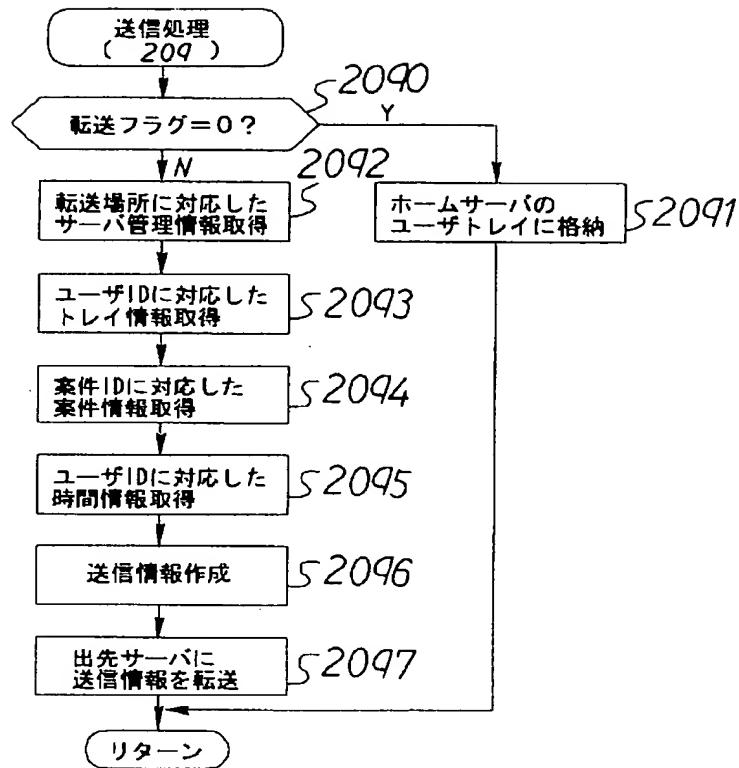 送信処理
( 209 )
2090
転送フラグ=0?
Y
N
2092
転送場所に対応した
サーバ管理情報取得
ホームサーバの
ユーザトレイに格納
2091
ユーザIDに対応した
トレイ情報取得
2093
案件IDに対応した
案件情報取得
2094
ユーザIDに対応した
時間情報取得
2095
送信情報作成
2096
出先サーバに
送信情報を転送
2097
リターン